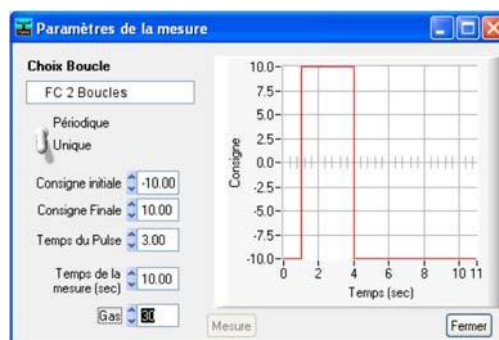 Paramètres de la mesure
Choix Boucle
FC 2 Boucles
Périodique
Unique
Consigne initiale -10.00
Consigne Finale 10.00
Temps du Pulse 3.00
Temps de la
mesure (sec) 10.00
Gas 30
Consigne
10.0
7.5
5.0
2.5
0.0
-2.5
-5.0
-7.5
-10.0
0 2 4 6 8 10 11
Temps (sec)
Mesure
Fermer